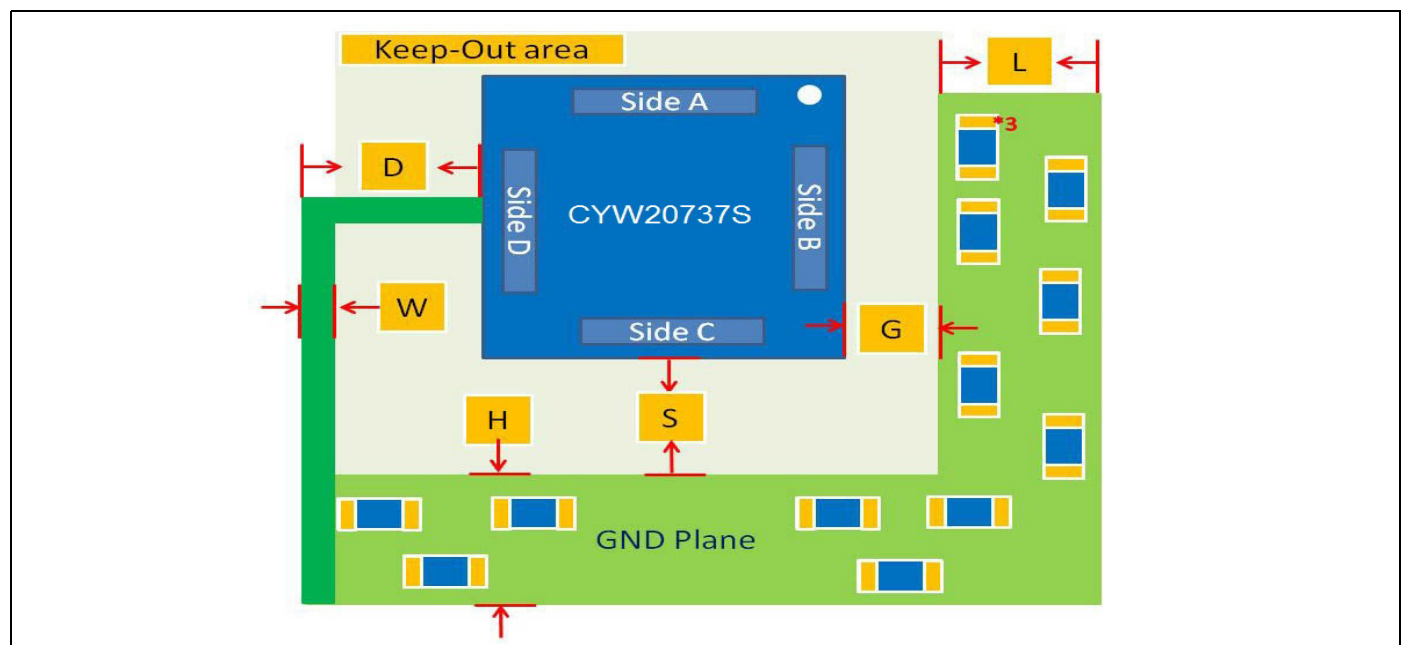 Keep-Out area
L
Side A
*3
D
Side D
CYW20737S
Side B
W
Side C
G
H
S
GND Plane